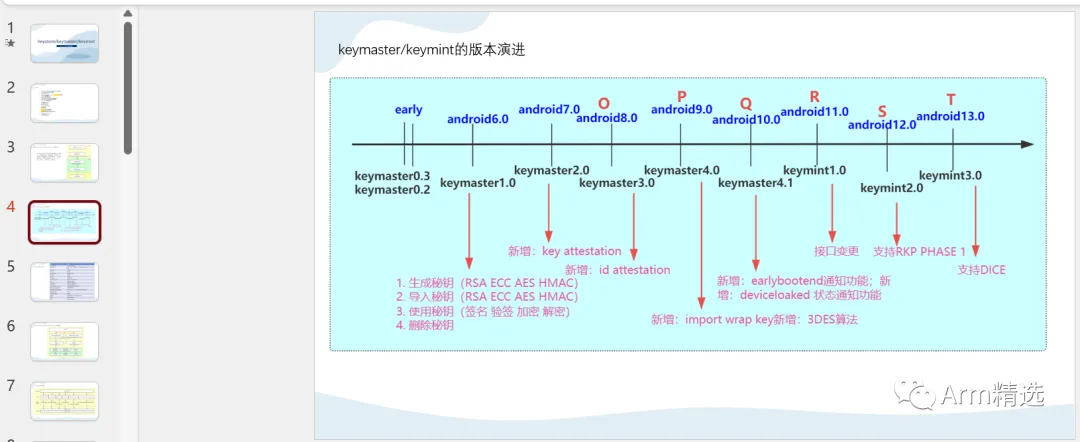 1
2
3
4
5
6
7
keymaster/keymint的版本演进
early
android6.0
android7.0
O
android8.0
P
android9.0
Q
android10.0
R
android11.0
S
android12.0
T
android13.0
keymaster0.3
keymaster0.2
keymaster1.0
keymaster2.0
keymaster3.0
keymaster4.0
keymaster4.1
keymint1.0
keymint2.0
keymint3.0
新增：key attestation
新增：id attestation
接口变更
支持RKP PHASE 1
支持DICE
1. 生成秘钥（RSA ECC AES HMAC）
2. 导入秘钥（RSA ECC AES HMAC）
3. 使用秘钥（签名 验签 加密 解密）
4. 删除秘钥
新增：earlybootend通知功能；新
增：deviceloaked 状态通知功能
新增：import wrap key新增：3DES算法
Arm精选